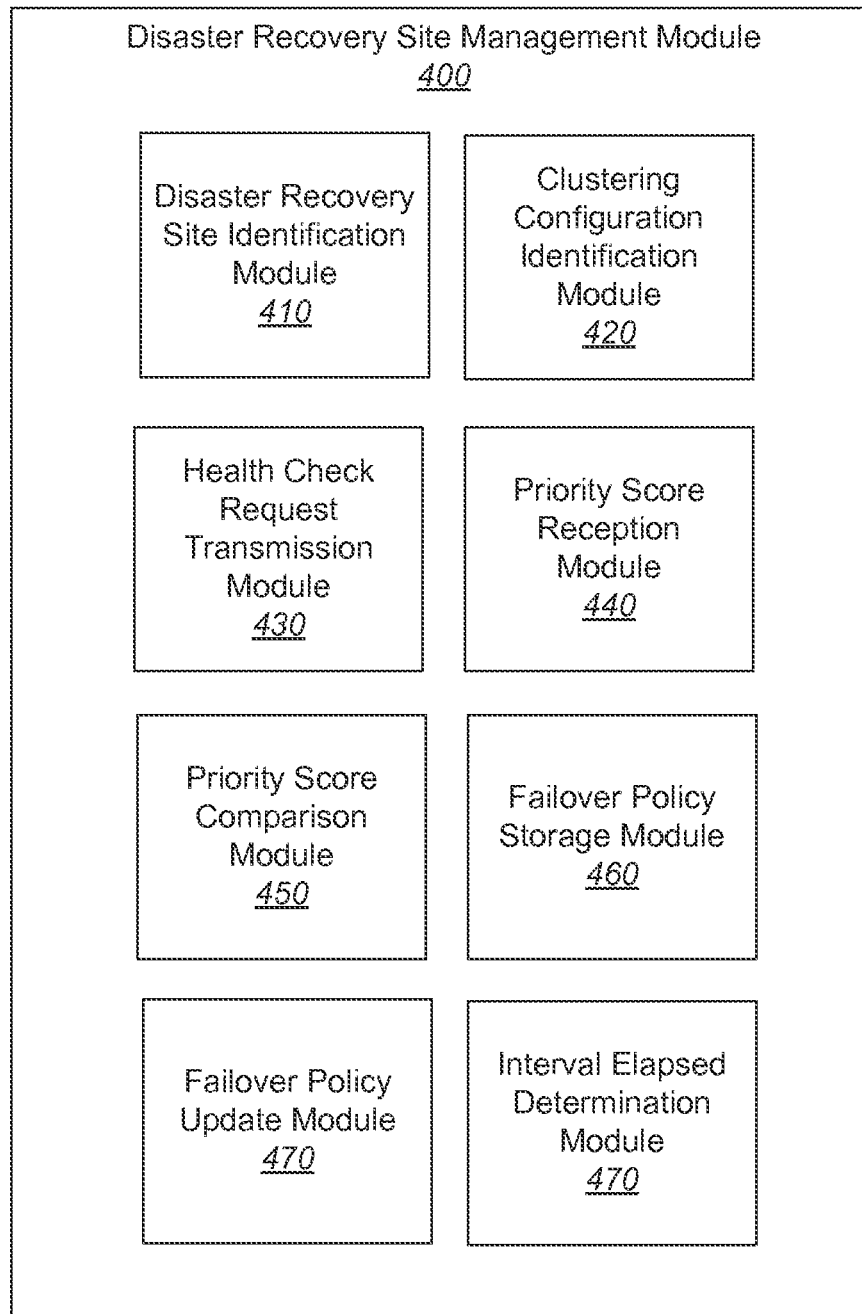 Disaster Recovery Site Management Module
400
Disaster Recovery
Site Identification
Module
410
Clustering
Configuration
Identification
Module
420
Health Check
Request
Transmission
Module
430
Priority Score
Reception
Module
440
Priority Score
Comparison
Module
450
Failover Policy
Storage Module
460
Failover Policy
Update Module
470
Interval Elapsed
Determination
Module
470